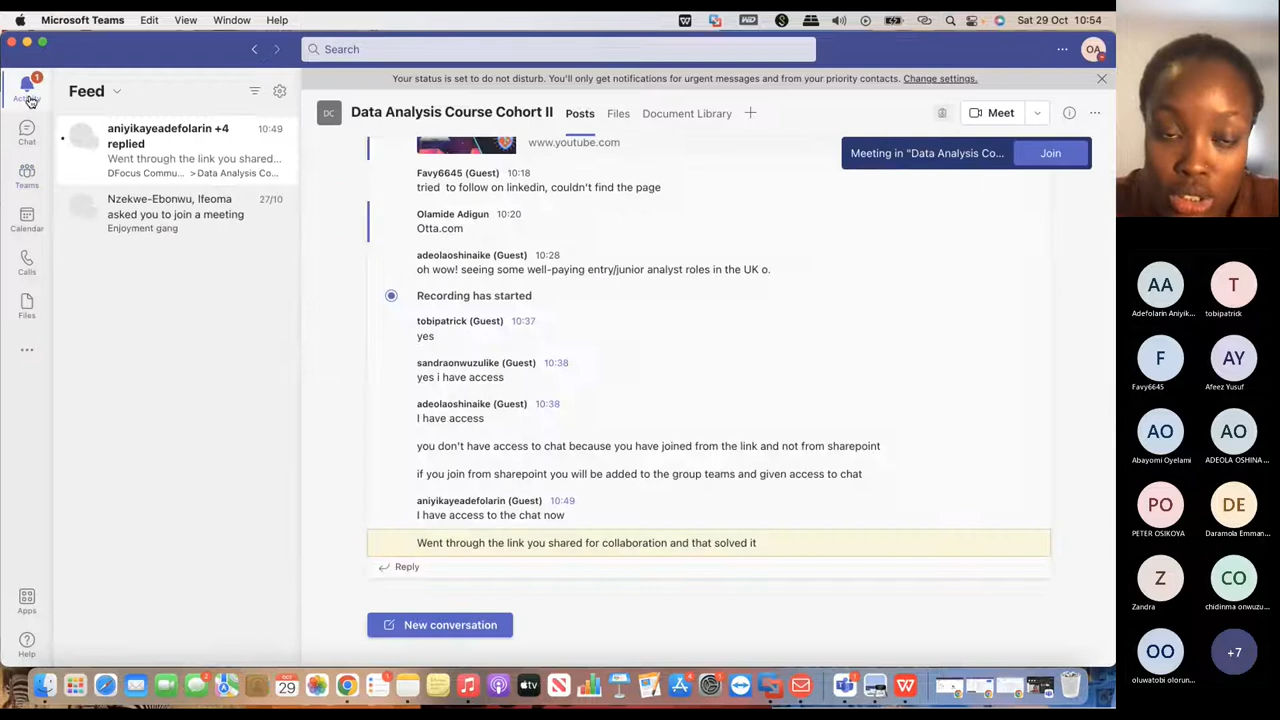 Microsoft Teams Edit View Window Help
Sat 29 Oct 10:54
Search
OA
1
Activity
Chat
Teams
Calendar
Calls
Files
Apps
Help
Feed
aniyikayeadefolarin +4 10:49
replied
Went through the link you shared...
DFocus Commu... >Data Analysis Co...
Nzekwe-Ebonwu, Ifeoma 27/10
asked you to join a meeting
Enjoyment gang
Your status is set to do not disturb. You'll only get notifications for urgent messages and from your priority contacts. Change settings.
DC Data Analysis Course Cohort II Posts Files Document Library Meet
www.youtube.com
Meeting in "Data Analysis Co... Join
Favy6645 (Guest) 10:18
tried to follow on linkedin, couldn't find the page
Olamide Adigun 10:20
Otta.com
adeolaoshinaike (Guest) 10:28
oh wow! seeing some well-paying entry/junior analyst roles in the UK o.
Recording has started
tobipatrick (Guest) 10:37
yes
sandraonwuzulike (Guest) 10:38
yes i have access
adeolaoshinaike (Guest) 10:38
I have access
you don't have access to chat because you have joined from the link and not from sharepoint
if you join from sharepoint you will be added to the group teams and given access to chat
aniyikayeadefolarin (Guest) 10:49
I have access to the chat now
Went through the link you shared for collaboration and that solved it
Reply
New conversation
OCT
29
tv
AA T
Adefolarin Aniyik... tobipatrick
F AY
Favy6645 Afeez Yusuf
AO AO
Abayomi Oyelami ADEOLA OSHINA...
PO DE
PETER OSIKOYA Daramola Emman...
Z CO
Zandra chidinma onwuzu...
OO +7
oluwatobi olorun...